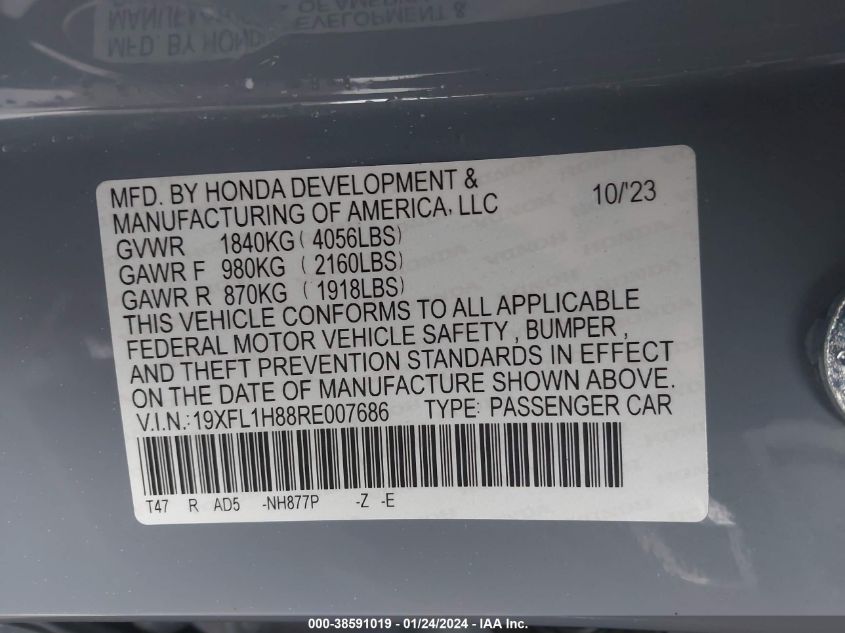 MFD. BY HONDA DEVELOPMENT &
MANUFACTURING OF AMERICA, LLC 10/'23
GVWR 1840KG ( 4056LBS)
GAWR F 980KG ( 2160LBS)
GAWR R 870KG ( 1918LBS)
THIS VEHICLE CONFORMS TO ALL APPLICABLE
FEDERAL MOTOR VEHICLE SAFETY , BUMPER ,
AND THEFT PREVENTION STANDARDS IN EFFECT
ON THE DATE OF MANUFACTURE SHOWN ABOVE.
V.I.N.: 19XFL1H88RE007686 TYPE: PASSENGER CAR
T47 R AD5 -NH877P -Z -E
000-38591019 - 01/24/2024 - IAA Inc.